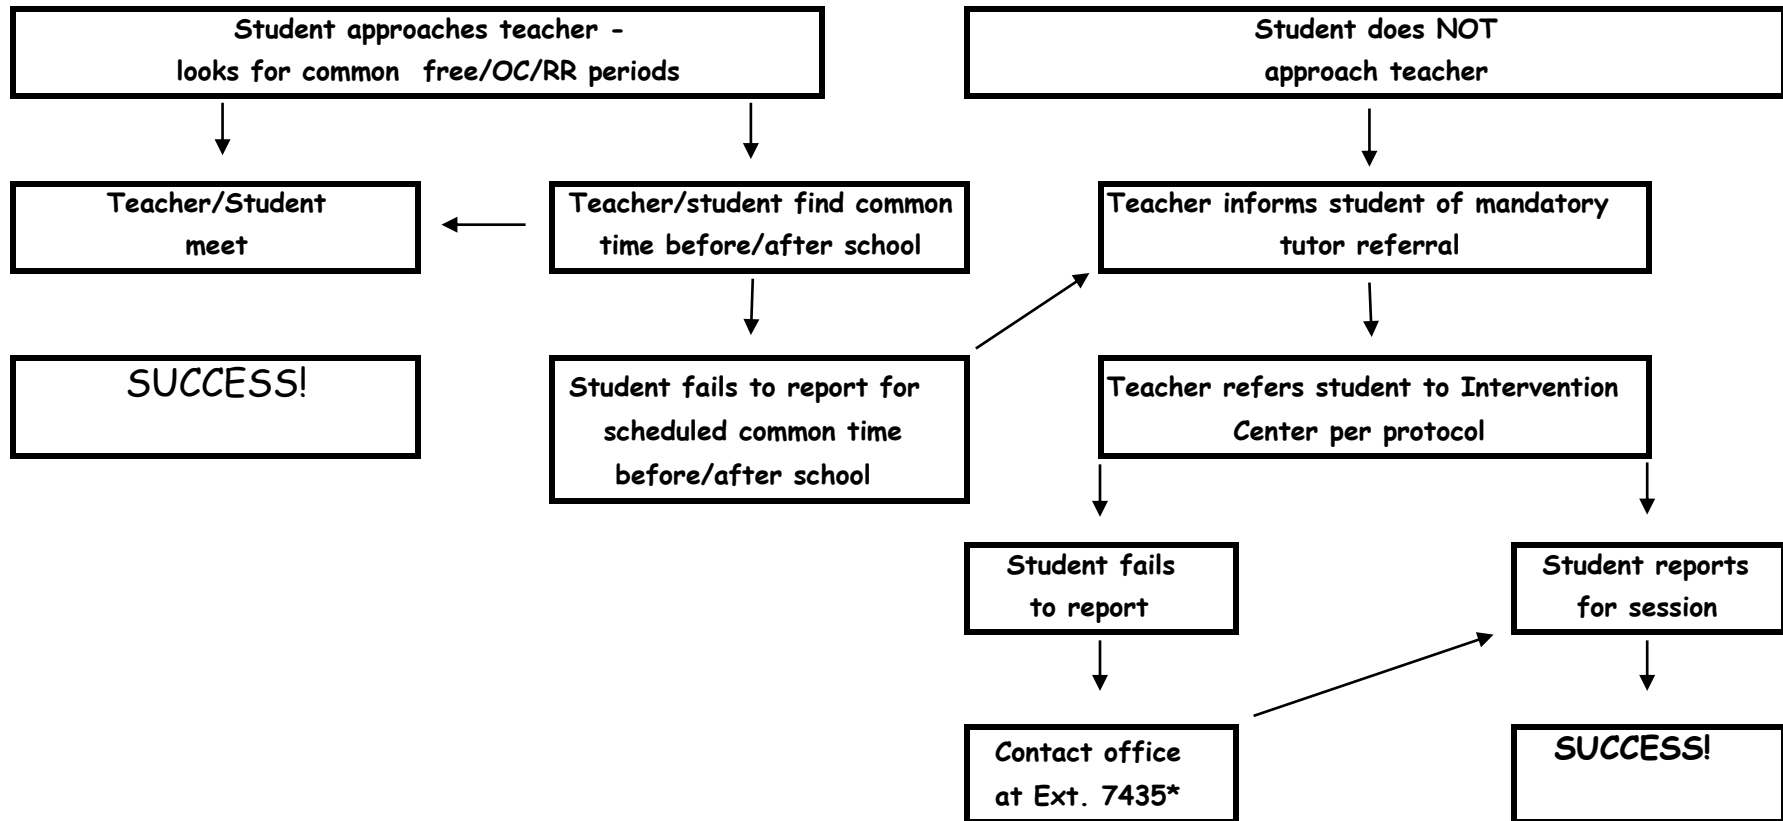 Student approaches teacher -
looks for common free/OC/RR periods
Student does NOT
approach teacher
Teacher/Student
meet
Teacher/student find common
time before/after school
Teacher informs student of mandatory
tutor referral
SUCCESS!
Student fails to report for
scheduled common time
before/after school
Teacher refers student to Intervention
Center per protocol
Student fails
to report
Student reports
for session
Contact office
at Ext. 7435*
SUCCESS!